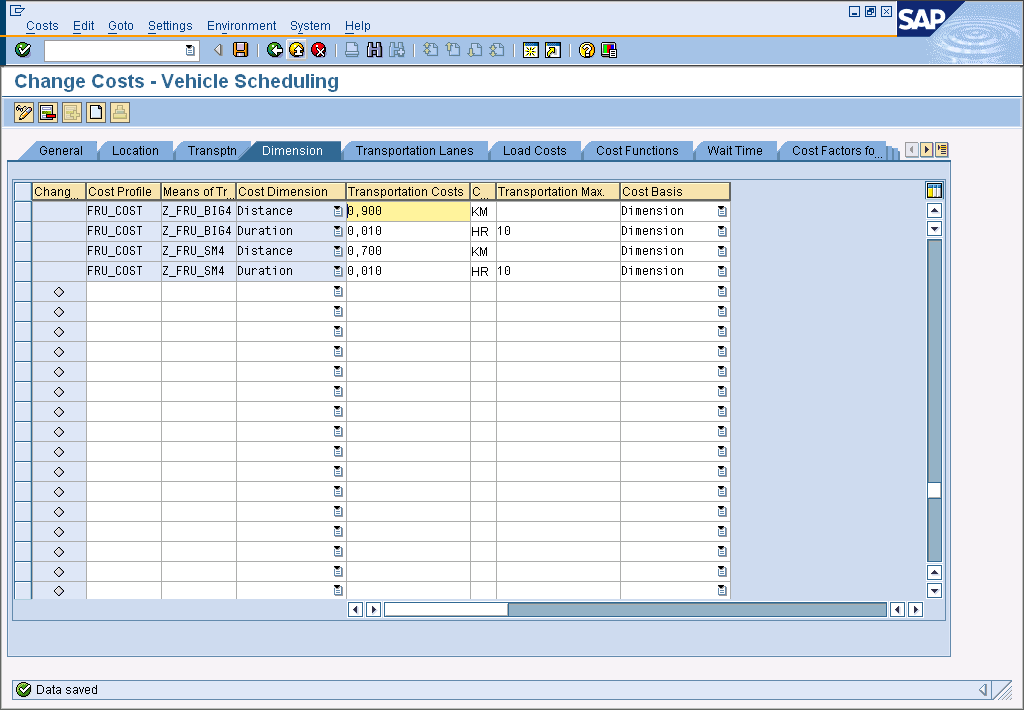 Costs Edit Goto Settings Environment System Help
SAP
Change Costs - Vehicle Scheduling
General Location Transptn Dimension Transportation Lanes Load Costs Cost Functions Wait Time Cost Factors fo...
Chang... Cost Profile Means of Tr... Cost Dimension Transportation Costs C... Transportation Max. Cost Basis
FRU_COST Z_FRU_BIG4 Distance 0,900 KM Dimension
FRU_COST Z_FRU_BIG4 Duration 0,010 HR 10 Dimension
FRU_COST Z_FRU_SM4 Distance 0,700 KM Dimension
FRU_COST Z_FRU_SM4 Duration 0,010 HR 10 Dimension
Data saved